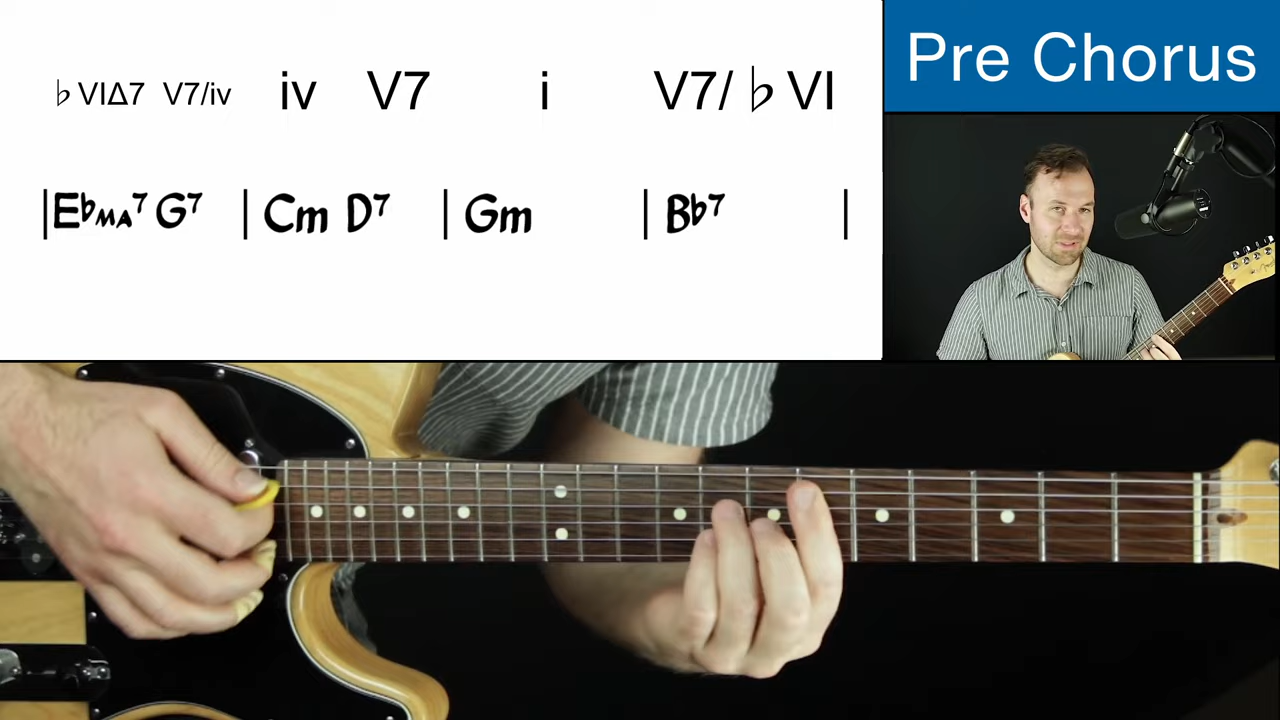 Pre Chorus
♭VIΔ7 V7/iv iv V7 i V7/♭VI
|E♭MA7 G7 |Cm D7 |Gm |B♭7 |